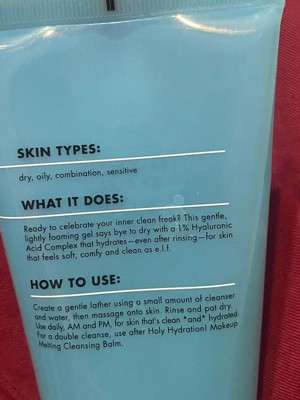 SKIN TYPES:
dry, oily, combination, sensitive
WHAT IT DOES:
Ready to celebrate your inner clean freak? This gentle,
lightly foaming gel says bye to dry with a 1% Hyaluronic
Acid Complex that hydrates—even after rinsing—for skin
that feels soft, comfy and clean as e.l.f.
HOW TO USE:
Create a gentle lather using a small amount of cleanser
and water, then massage onto skin. Rinse and pat dry.
Use daily, AM and PM, for skin that's clean *and* hydrated.
For a double cleanse, use after Holy Hydration! Makeup
Melting Cleansing Balm.